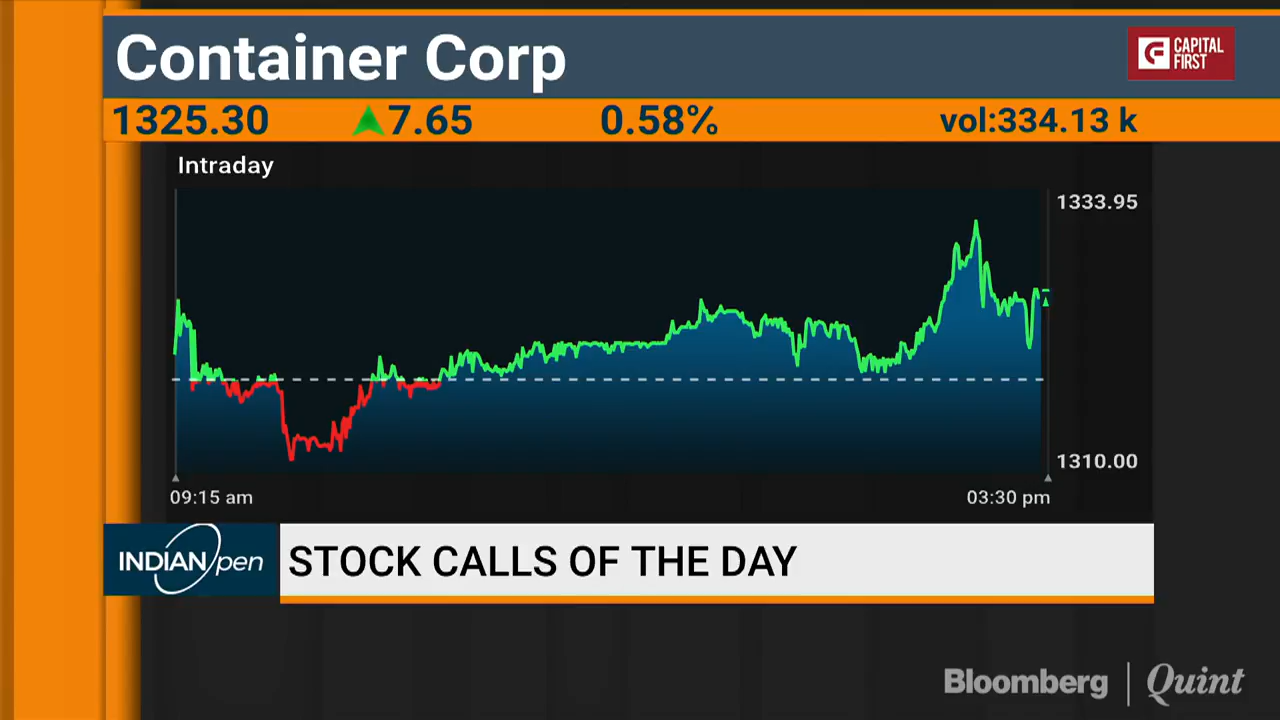 Container Corp
CAPITAL
FIRST
1325.30 7.65 0.58% vol:334.13 k
Intraday
1333.95
1310.00
09:15 am 03:30 pm
INDIAN Open STOCK CALLS OF THE DAY
Bloomberg | Quint